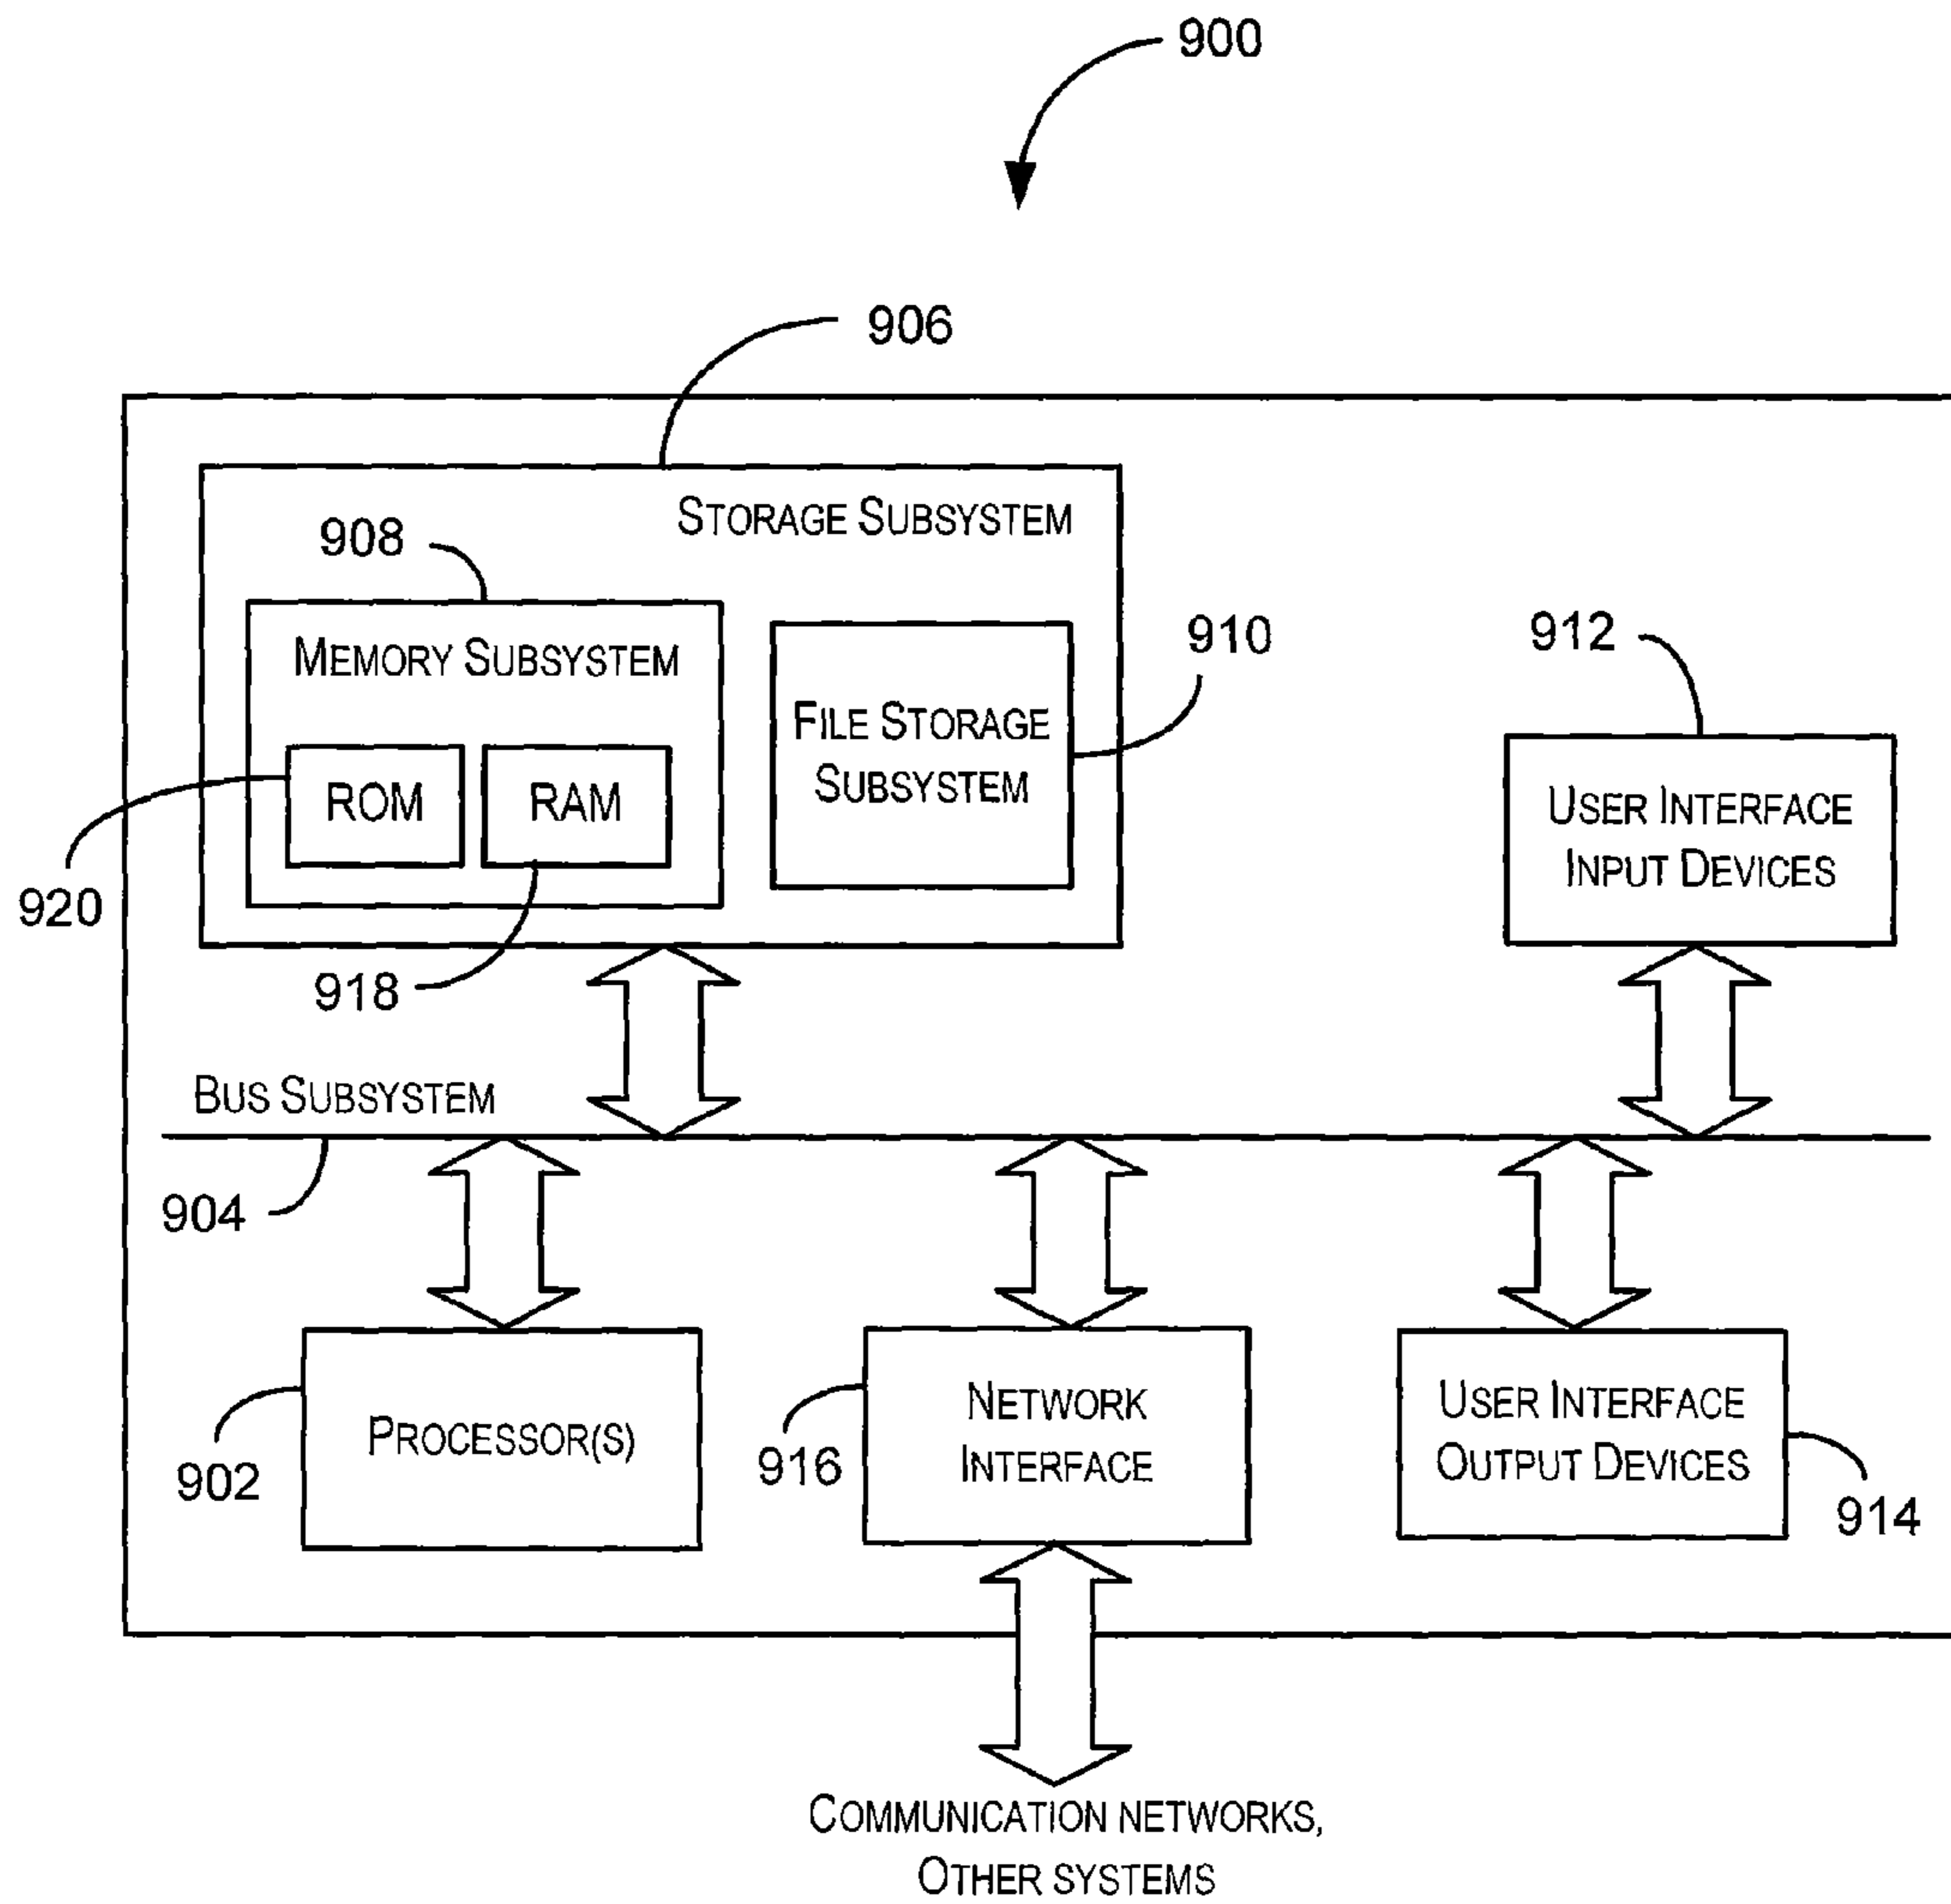 900
906
STORAGE SUBSYSTEM
908
MEMORY SUBSYSTEM
910
912
FILE STORAGE
SUBSYSTEM
ROM
RAM
USER INTERFACE
INPUT DEVICES
920
918
BUS SUBSYSTEM
904
PROCESSOR(S)
902
NETWORK
INTERFACE
916
USER INTERFACE
OUTPUT DEVICES
914
COMMUNICATION NETWORKS,
OTHER SYSTEMS